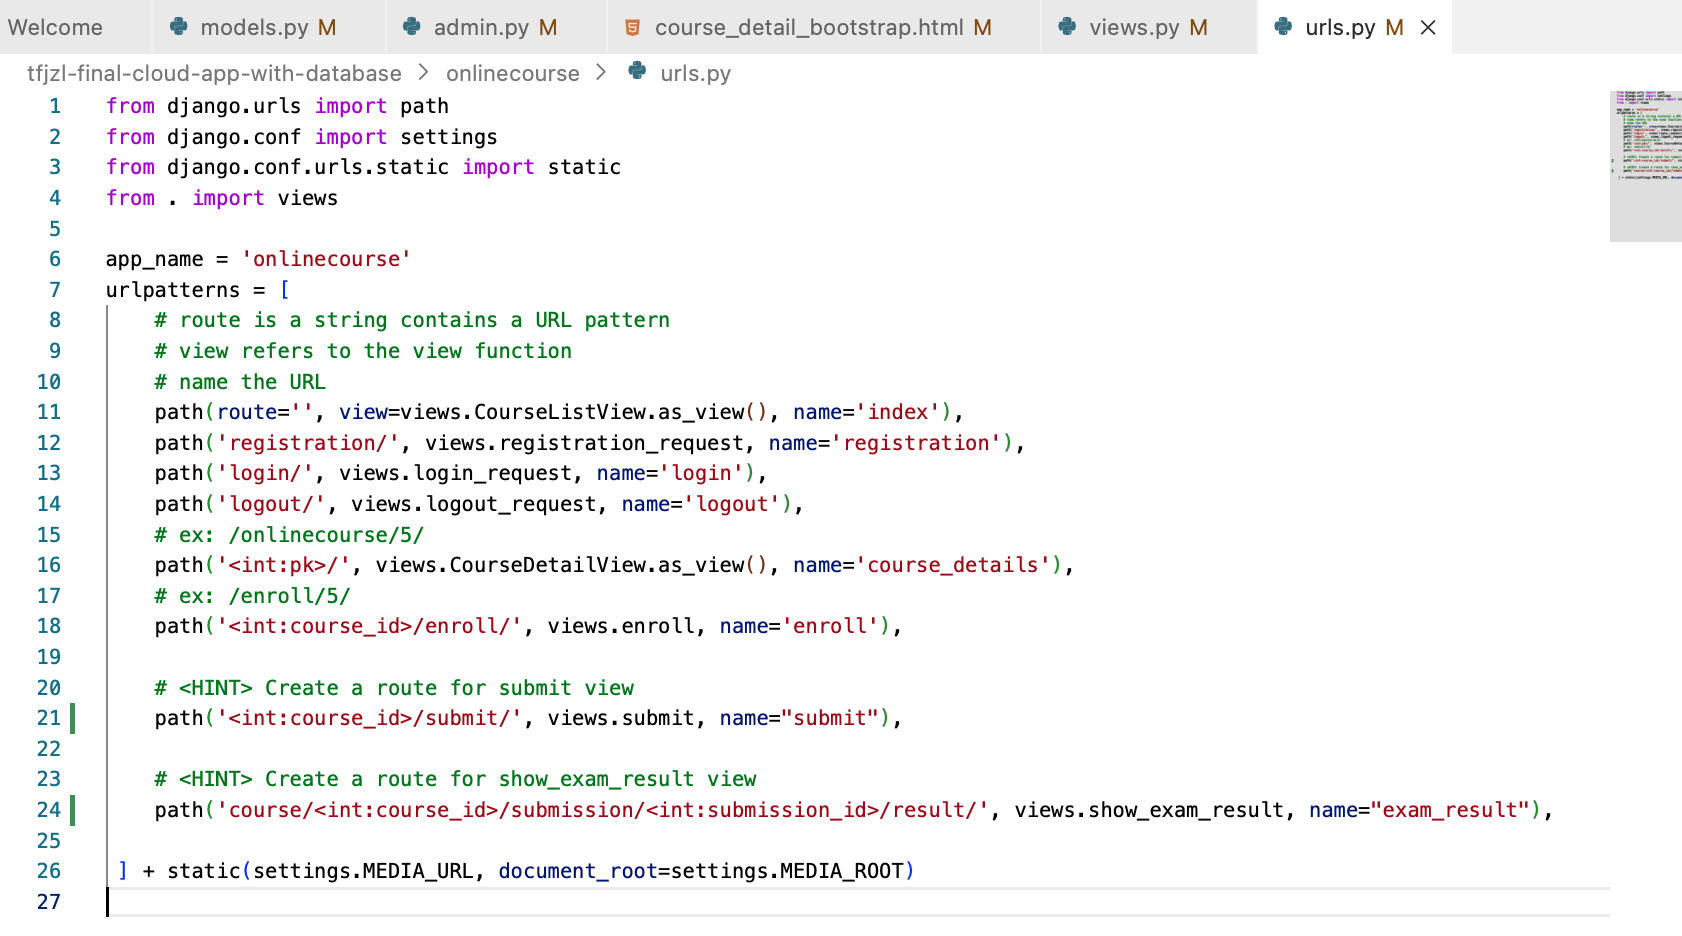 Welcome models.py M admin.py M course_detail_bootstrap.html M views.py M urls.py M
tfjzl-final-cloud-app-with-database > onlinecourse > urls.py
1 from django.urls import path
2 from django.conf import settings
3 from django.conf.urls.static import static
4 from . import views
5
6 app_name = 'onlinecourse'
7 urlpatterns = [
8 # route is a string contains a URL pattern
9 # view refers to the view function
10 # name the URL
11 path(route='', view=views.CourseListView.as_view(), name='index'),
12 path('registration/', views.registration_request, name='registration'),
13 path('login/', views.login_request, name='login'),
14 path('logout/', views.logout_request, name='logout'),
15 # ex: /onlinecourse/5/
16 path('<int:pk>/', views.CourseDetailView.as_view(), name='course_details'),
17 # ex: /enroll/5/
18 path('<int:course_id>/enroll/', views.enroll, name='enroll'),
19
20 # <HINT> Create a route for submit view
21 path('<int:course_id>/submit/', views.submit, name="submit"),
22
23 # <HINT> Create a route for show_exam_result view
24 path('course/<int:course_id>/submission/<int:submission_id>/result/', views.show_exam_result, name="exam_result"),
25
26 ] + static(settings.MEDIA_URL, document_root=settings.MEDIA_ROOT)
27